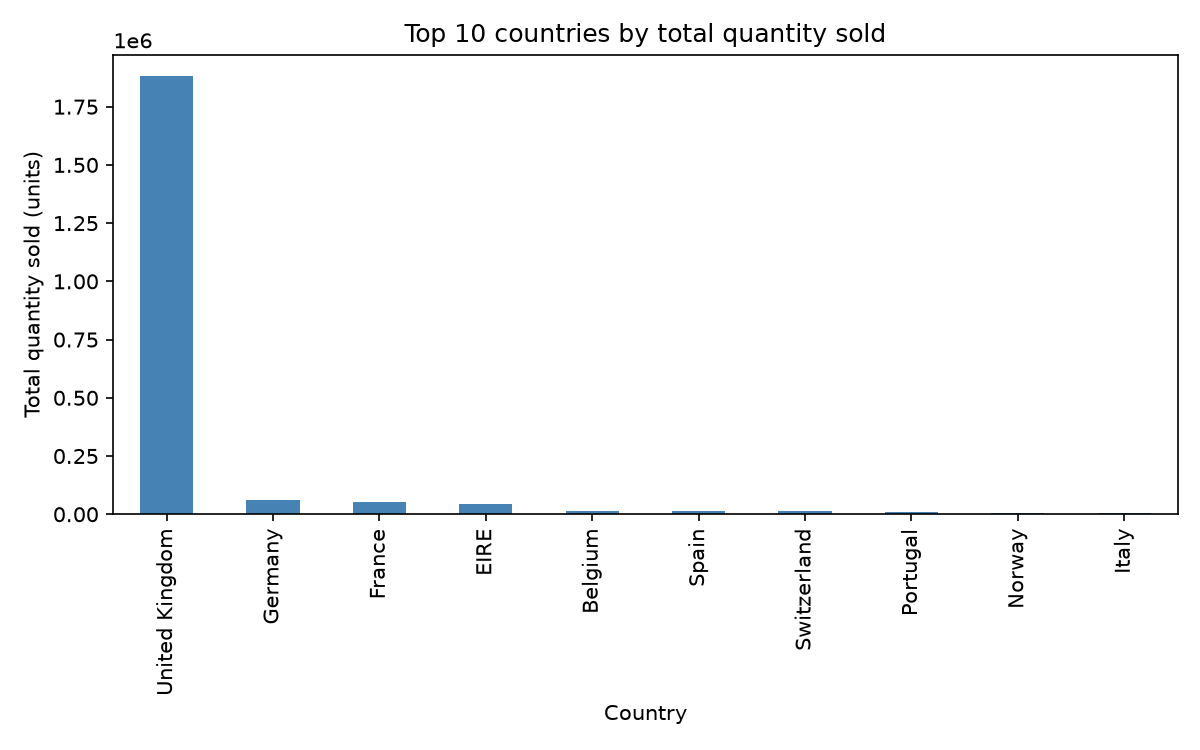 Top 10 countries by total quantity sold
1e6
Total quantity sold (units)
1.75
1.50
1.25
1.00
0.75
0.50
0.25
0.00
United Kingdom
Germany
France
EIRE
Belgium
Spain
Switzerland
Portugal
Norway
Italy
Country